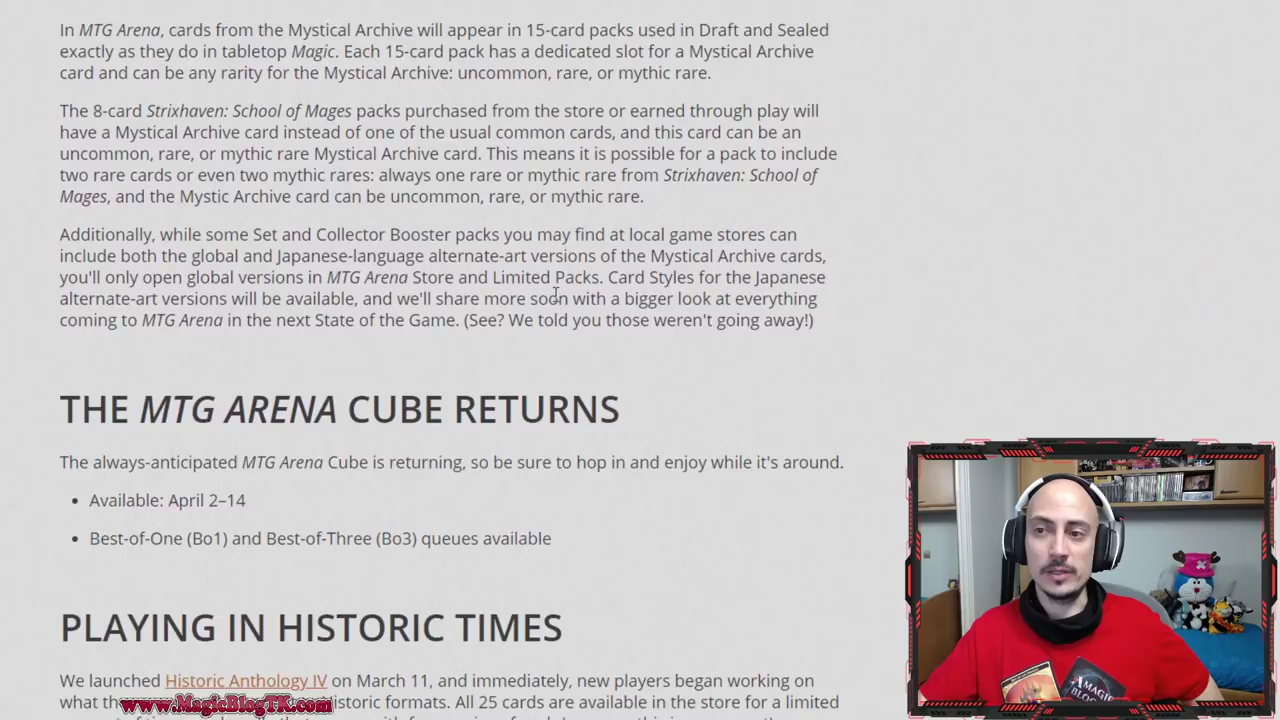 In MTG Arena, cards from the Mystical Archive will appear in 15-card packs used in Draft and Sealed
exactly as they do in tabletop Magic. Each 15-card pack has a dedicated slot for a Mystical Archive
card and can be any rarity for the Mystical Archive: uncommon, rare, or mythic rare.
The 8-card Strixhaven: School of Mages packs purchased from the store or earned through play will
have a Mystical Archive card instead of one of the usual common cards, and this card can be an
uncommon, rare, or mythic rare Mystical Archive card. This means it is possible for a pack to include
two rare cards or even two mythic rares: always one rare or mythic rare from Strixhaven: School of
Mages, and the Mystic Archive card can be uncommon, rare, or mythic rare.
Additionally, while some Set and Collector Booster packs you may find at local game stores can
include both the global and Japanese-language alternate-art versions of the Mystical Archive cards,
you'll only open global versions in MTG Arena Store and Limited Packs. Card Styles for the Japanese
alternate-art versions will be available, and we'll share more soon with a bigger look at everything
coming to MTG Arena in the next State of the Game. (See? We told you those weren't going away!)
THE MTG ARENA CUBE RETURNS
The always-anticipated MTG Arena Cube is returning, so be sure to hop in and enjoy while it's around.
• Available: April 2–14
• Best-of-One (Bo1) and Best-of-Three (Bo3) queues available
PLAYING IN HISTORIC TIMES
We launched Historic Anthology IV on March 11, and immediately, new players began working on
what th
istoric formats. All 25 cards are available in the store for a limited
www.MagicBlogTK.com
MAGIC
BLOG